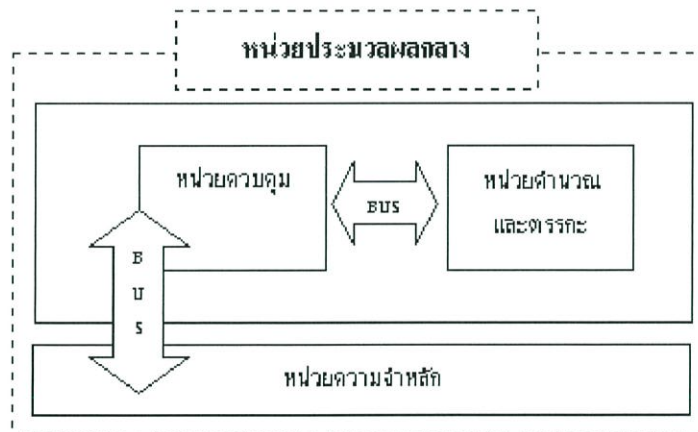 หน่วยประมวลผลกลาง
หน่วยควบคุม
BUS
หน่วยคำนวณ
และตรรกะ
B
U
S
หน่วยความจำหลัก